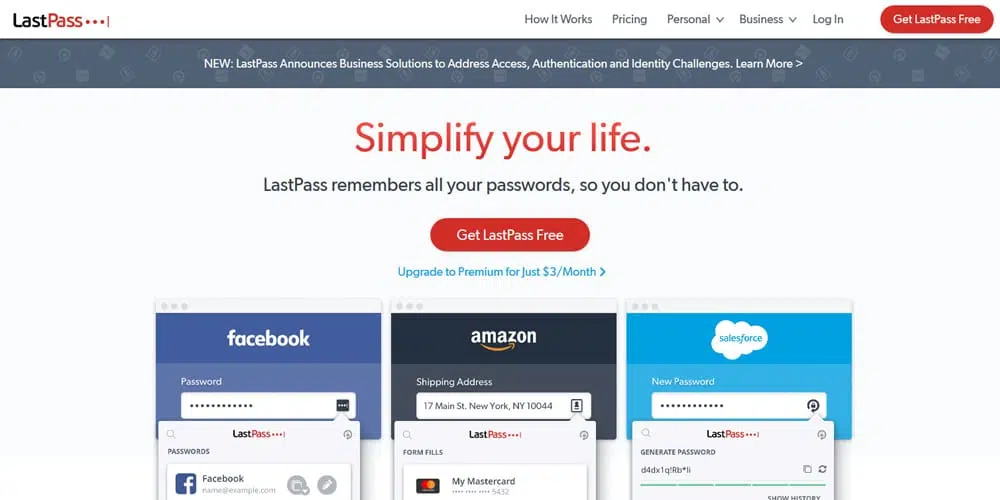 LastPass
How It Works Pricing Personal Business Log In Get LastPass Free
NEW: LastPass Announces Business Solutions to Address Access, Authentication and Identity Challenges. Learn More >
Simplify your life.
LastPass remembers all your passwords, so you don't have to.
Get LastPass Free
Upgrade to Premium for Just $3/Month >
facebook
Password
LastPass
PASSWORDS
Facebook
name@example.com
amazon
Shipping Address
17 Main St. New York, NY 10044
LastPass
FORM FILLS
My Mastercard
•••• •••• •••• 5432
salesforce
New Password
LastPass
GENERATE PASSWORD
d4dx1q!Rb*li
SHOW HISTORY